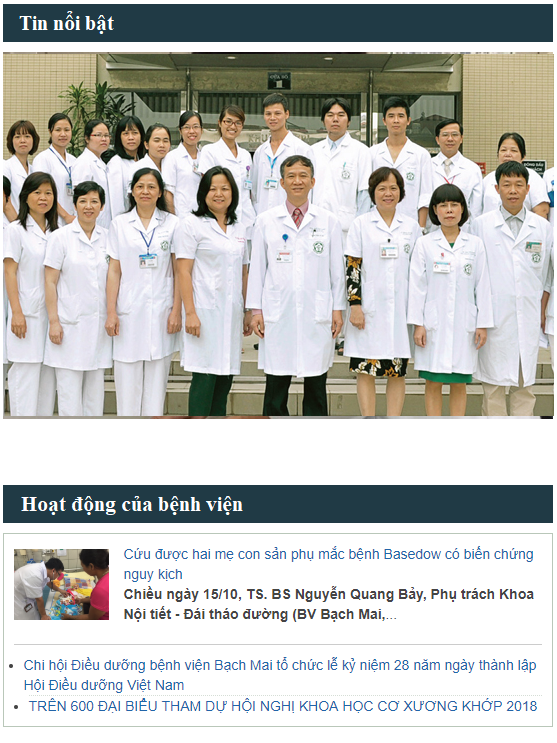 Tin nổi bật
Hoạt động của bệnh viện
Cứu được hai mẹ con sản phụ mắc bệnh Basedow có biến chứng
nguy kịch
Chiều ngày 15/10, TS. BS Nguyễn Quang Bảy, Phụ trách Khoa
Nội tiết - Đái tháo đường (BV Bạch Mai,...
Chi hội Điều dưỡng bệnh viện Bạch Mai tổ chức lễ kỷ niệm 28 năm ngày thành lập
Hội Điều dưỡng Việt Nam
TRÊN 600 ĐẠI BIỂU THAM DỰ HỘI NGHỊ KHOA HỌC CƠ XƯƠNG KHỚP 2018